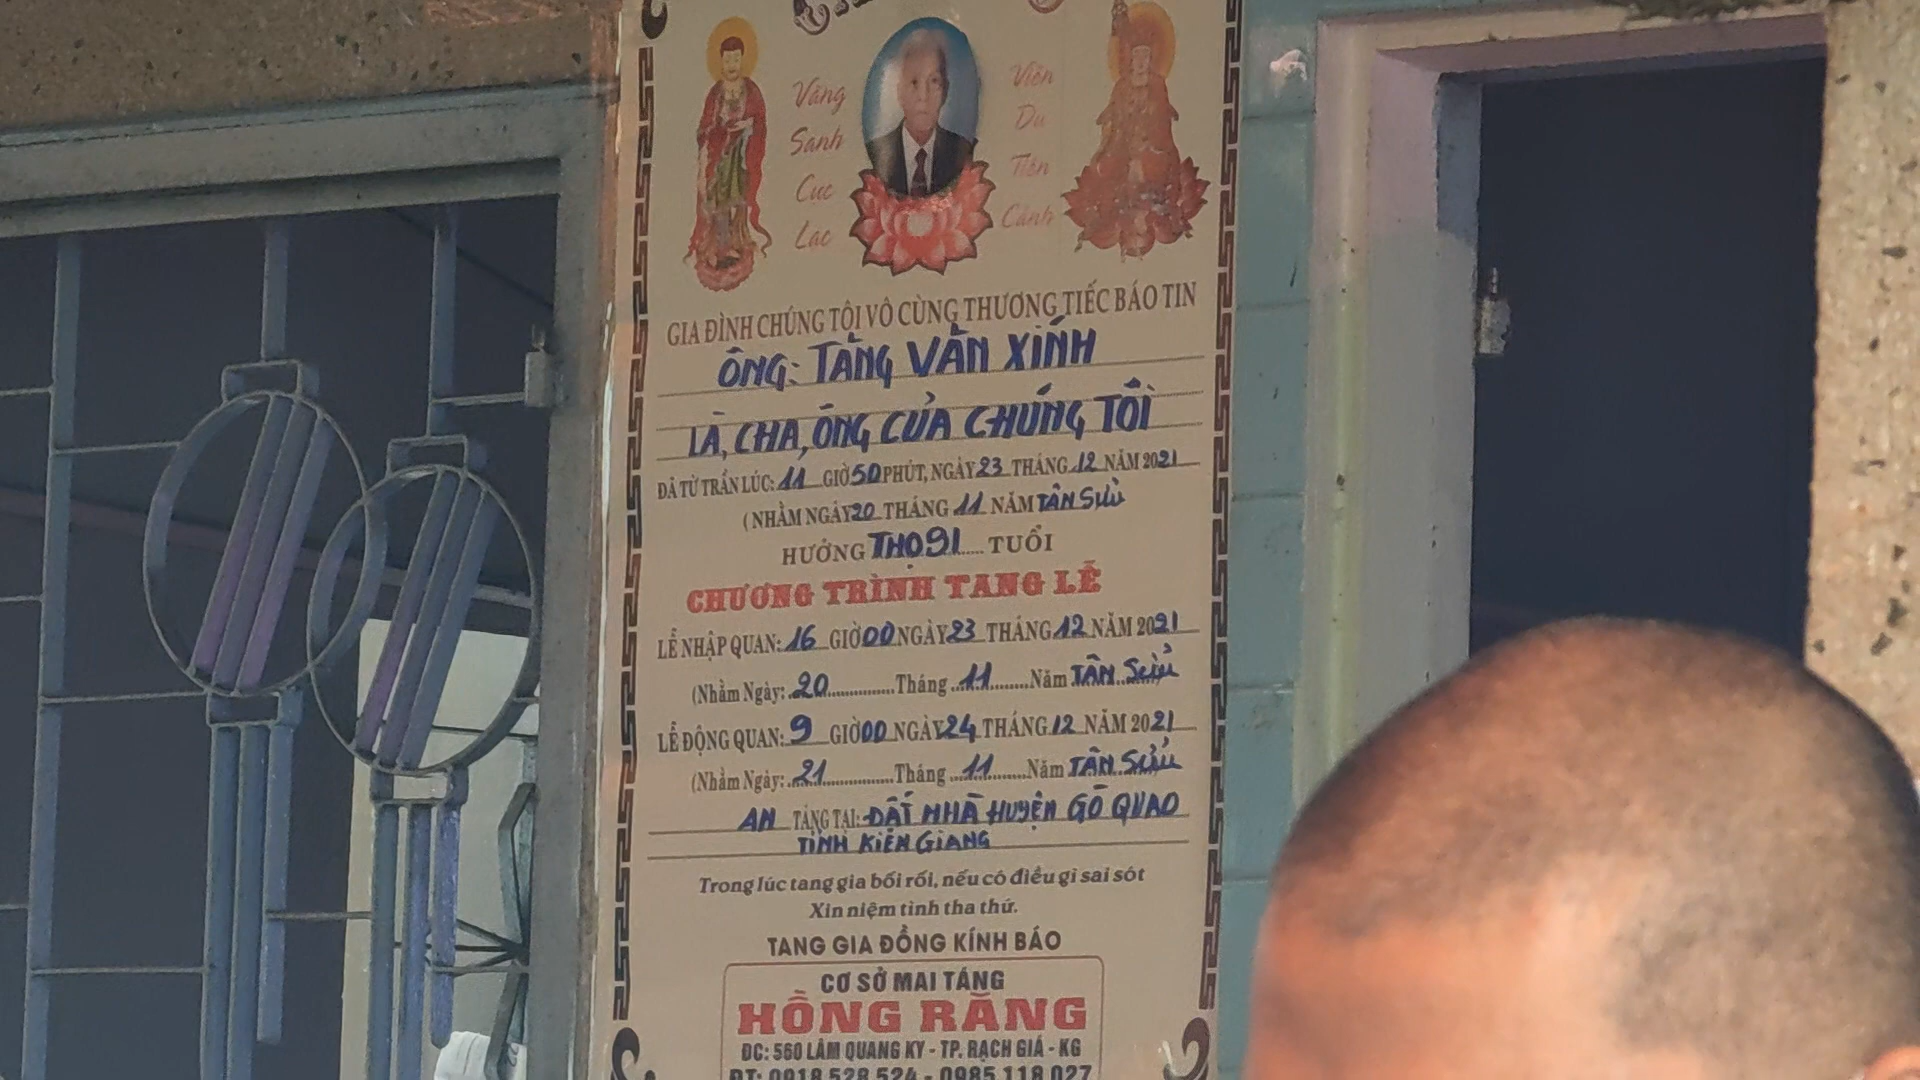 Vãng
Sanh
Cực
Lạc
Viễn
Du
Tiên
Cảnh
GIA ĐÌNH CHÚNG TÔI VÔ CÙNG THƯƠNG TIẾC BÁO TIN
ÔNG: TĂNG VĂN XÍNH
LÀ, CHA, ÔNG CỦA CHÚNG TÔI
ĐÃ TỪ TRẦN LÚC: 11 GIỜ 50 PHÚT, NGÀY 23 THÁNG 12 NĂM 2021
(NHẰM NGÀY 20 THÁNG 11 NĂM TÂN SỬU
HƯỞNG THỌ 91 TUỔI
CHƯƠNG TRÌNH TANG LỄ
LỄ NHẬP QUAN: 16 GIỜ 00 NGÀY 23 THÁNG 12 NĂM 2021
(Nhằm Ngày: 20 Tháng 11 Năm TÂN SỬU
LỄ ĐỘNG QUAN: 9 GIỜ 00 NGÀY 24 THÁNG 12 NĂM 2021
(Nhằm Ngày: 21 Tháng 11 Năm TÂN SỬU
AN TÁNG TẠI: ĐẤT NHÀ HUYỆN GÒ QUAO
TỈNH KIÊN GIANG
Trong lúc tang gia bối rối, nếu có điều gì sai sót
Xin niệm tình tha thứ.
TANG GIA ĐỒNG KÍNH BÁO
CƠ SỞ MAI TÁNG
HỒNG RĂNG
ĐC: 560 LÂM QUANG KY - TP. RẠCH GIÁ - KG
ĐT: 0918 528 524 - 0985 118 027